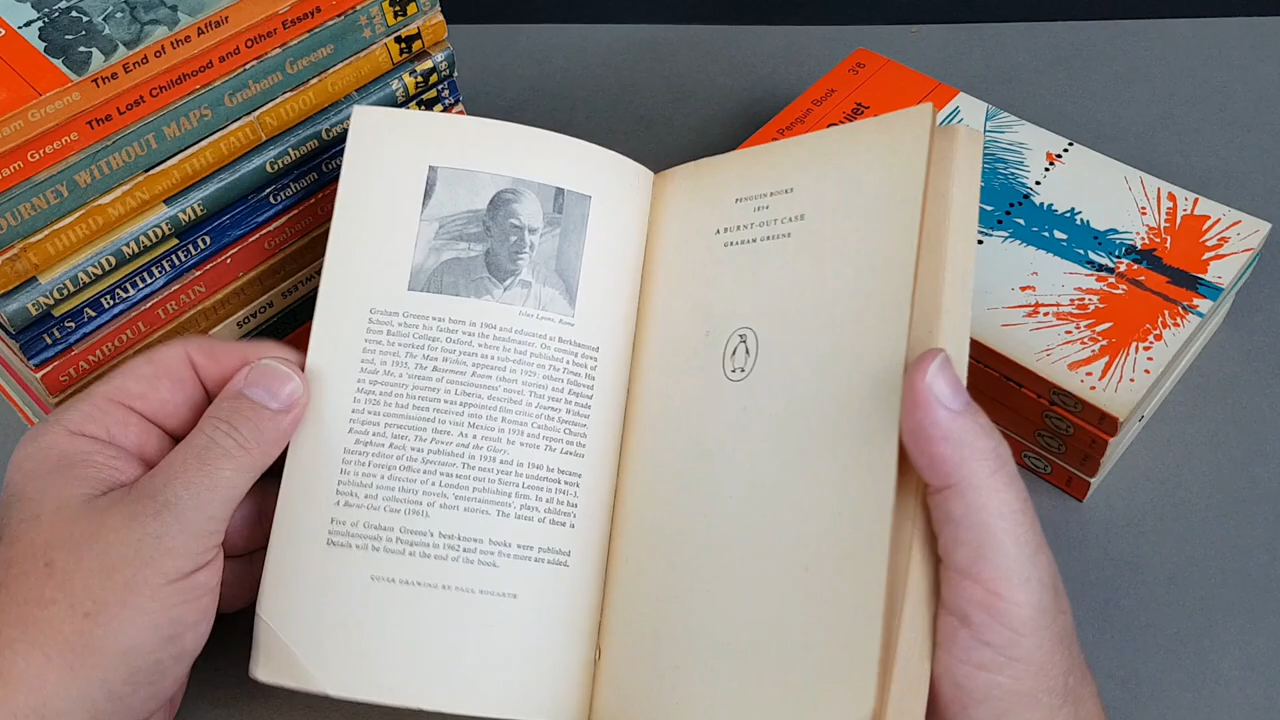 Graham Greene The End of the Affair
Graham Greene The Lost Childhood and Other Essays
JOURNEY WITHOUT MAPS Graham Greene PAN
THIRD MAN and THE FALLEN IDOL Greene
ENGLAND MADE ME Graham Greene PAN 288
IT'S A BATTLEFIELD Graham
STAMBOUL TRAIN Graham
LAWLESS ROADS
Penguin Book 3'6
Quiet
Islay Lyons, Rome
Graham Greene was born in 1904 and educated at Berkhamsted
School, where his father was the headmaster. On coming down
from Balliol College, Oxford, where he had published a book of
verse, he worked for four years as a sub-editor on The Times. His
first novel, The Man Within, appeared in 1929; others followed
and, in 1935, The Basement Room (short stories) and England
Made Me, a 'stream of consciousness' novel. That year he made
an up-country journey in Liberia, described in Journey Without
Maps, and on his return was appointed film critic of the Spectator.
In 1926 he had been received into the Roman Catholic Church
and was commissioned to visit Mexico in 1938 and report on the
religious persecution there. As a result he wrote The Lawless
Roads and, later, The Power and the Glory.
Brighton Rock was published in 1938 and in 1940 he became
literary editor of the Spectator. The next year he undertook work
for the Foreign Office and was sent out to Sierra Leone in 1941-3.
He is now a director of a London publishing firm. In all he has
published some thirty novels, 'entertainments', plays, children's
books, and collections of short stories. The latest of these is
A Burnt-Out Case (1961).
Five of Graham Greene's best-known books were published
simultaneously in Penguins in 1962 and now five more are added.
Details will be found at the end of the book.
COVER DRAWING BY PAUL HOGARTH
PENGUIN BOOKS
1894
A BURNT-OUT CASE
GRAHAM GREENE